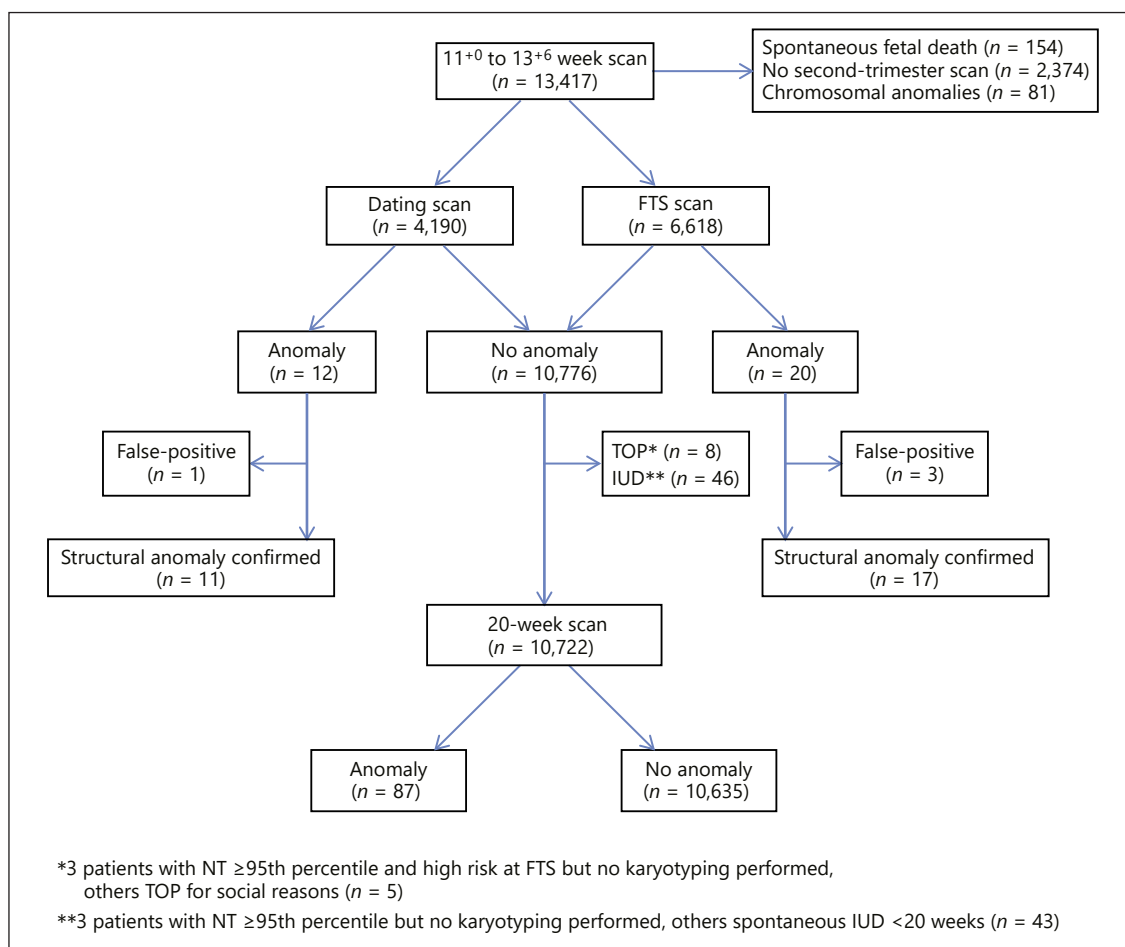 11+0 to 13+6 week scan
(n = 13,417)
Spontaneous fetal death (n = 154)
No second-trimester scan (n = 2,374)
Chromosomal anomalies (n = 81)
Dating scan
(n = 4,190)
FTS scan
(n = 6,618)
Anomaly
(n = 12)
No anomaly
(n = 10,776)
Anomaly
(n = 20)
False-positive
(n = 1)
TOP* (n = 8)
IUD** (n = 46)
False-positive
(n = 3)
Structural anomaly confirmed
(n = 11)
Structural anomaly confirmed
(n = 17)
20-week scan
(n = 10,722)
Anomaly
(n = 87)
No anomaly
(n = 10,635)
*3 patients with NT ≥95th percentile and high risk at FTS but no karyotyping performed,
others TOP for social reasons (n = 5)
**3 patients with NT ≥95th percentile but no karyotyping performed, others spontaneous IUD <20 weeks (n = 43)